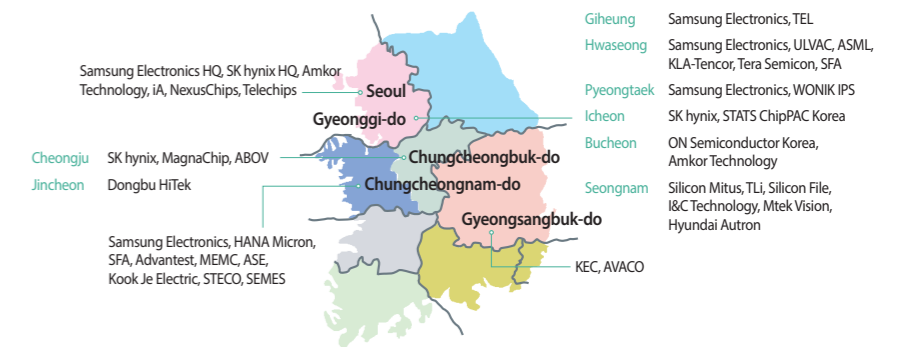 Samsung Electronics HQ, SK hynix HQ, Amkor
Technology, iA, NexusChips, Telechips
Seoul
Gyeonggi-do
Cheongju SK hynix, MagnaChip, ABOV
Jincheon Dongbu HiTek
Chungcheongbuk-do
Chungcheongnam-do
Gyeongsangbuk-do
Samsung Electronics, HANA Micron,
SFA, Advantest, MEMC, ASE,
Kook Je Electric, STECO, SEMES
KEC, AVACO
Giheung Samsung Electronics, TEL
Hwaseong Samsung Electronics, ULVAC, ASML,
KLA-Tencor, Tera Semicon, SFA
Pyeongtaek Samsung Electronics, WONIK IPS
Icheon SK hynix, STATS ChipPAC Korea
Bucheon ON Semiconductor Korea,
Amkor Technology
Seongnam Silicon Mitus, TLi, Silicon File,
I&C Technology, Mtek Vision,
Hyundai Autron